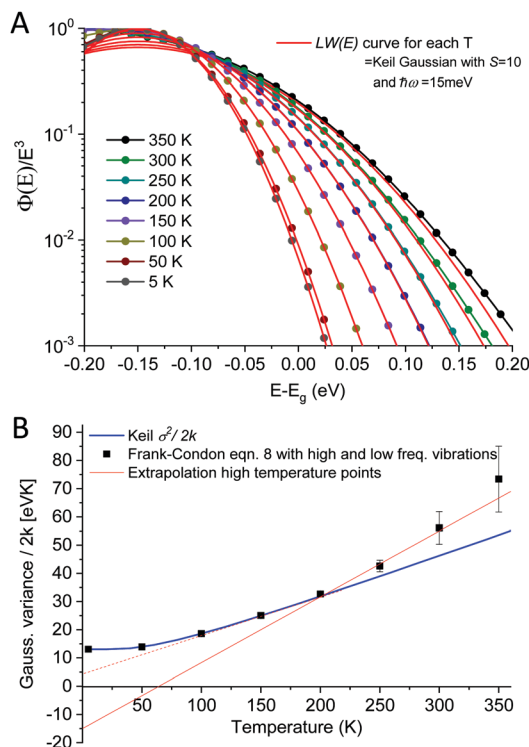 A
LW(E) curve for each T
=Keil Gaussian with S=10
and ħω=15meV
Φ(E)/E³
10⁰
10⁻¹
10⁻²
10⁻³
350 K
300 K
250 K
200 K
150 K
100 K
50 K
5 K
-0.20 -0.15 -0.10 -0.05 0.00 0.05 0.10 0.15 0.20
E-Eg (eV)
B
Keil σ²/2k
Frank-Condon eqn. 8 with high and low freq. vibrations
Extrapolation high temperature points
Gauss. variance / 2k [eVK]
90
80
70
60
50
40
30
20
10
0
-10
-20
0 50 100 150 200 250 300 350
Temperature (K)